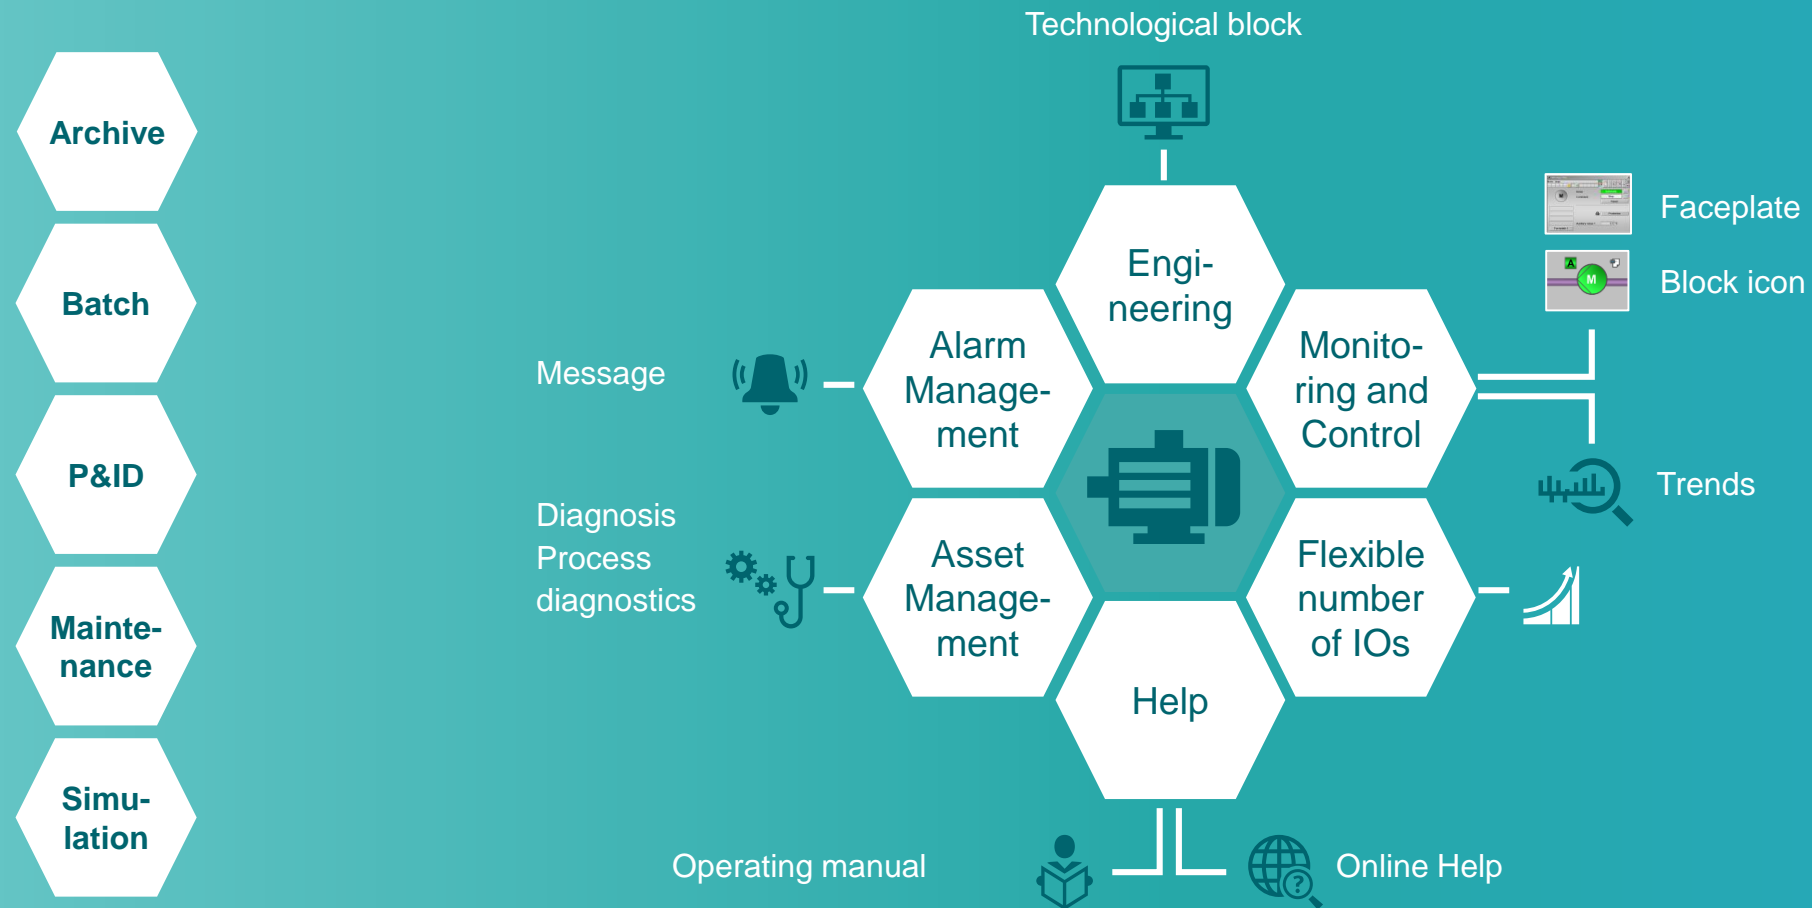 Technological block
Archive
Batch
P&ID
Mainte-
nance
Simu-
lation
Engi-
neering
Alarm
Manage-
ment
Monito-
ring and
Control
Asset
Manage-
ment
Flexible
number
of IOs
Help
Message
Diagnosis
Process
diagnostics
Faceplate
A
M
Block icon
Trends
Operating manual
?
Online Help